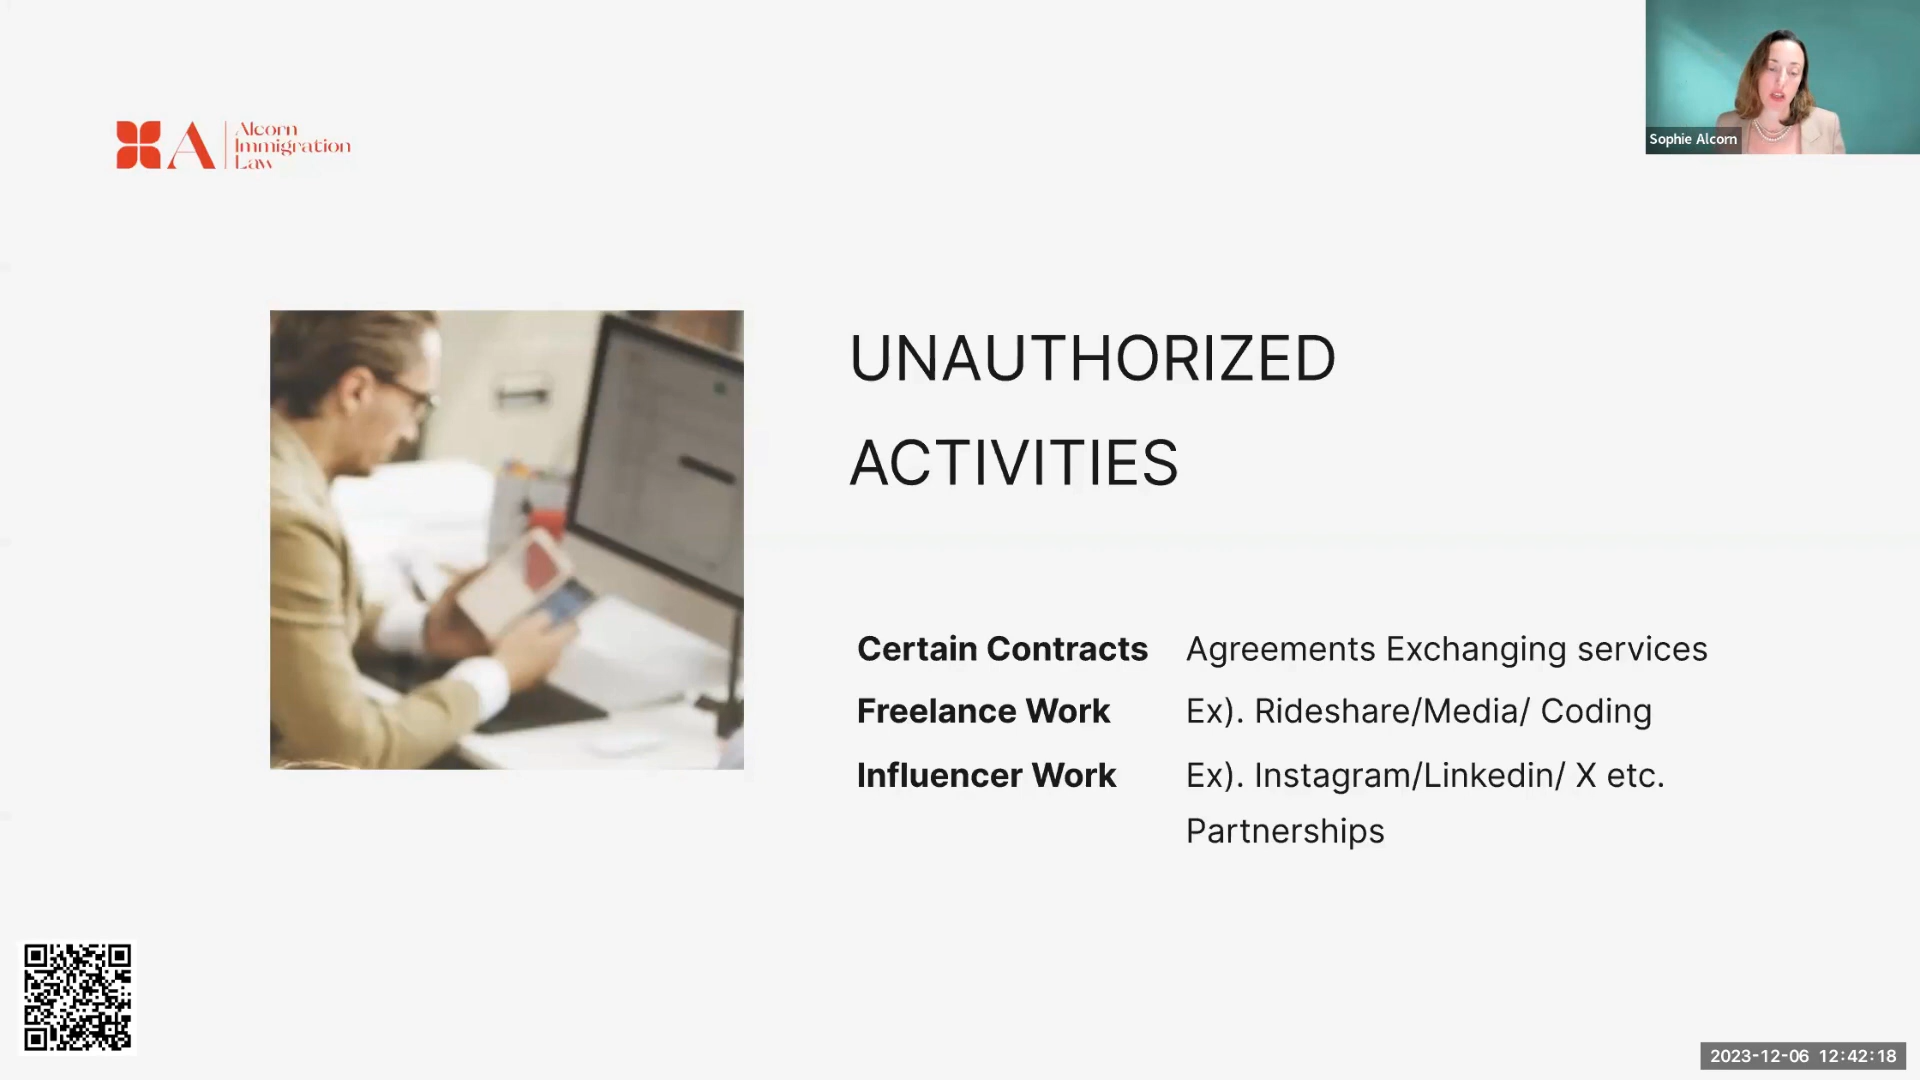 A
Alcorn
Immigration
Law
Sophie Alcorn
UNAUTHORIZED
ACTIVITIES
Certain Contracts Agreements Exchanging services
Freelance Work Ex). Rideshare/Media/ Coding
Influencer Work Ex). Instagram/Linkedin/ X etc.
Partnerships
2023-12-06 12:42:18